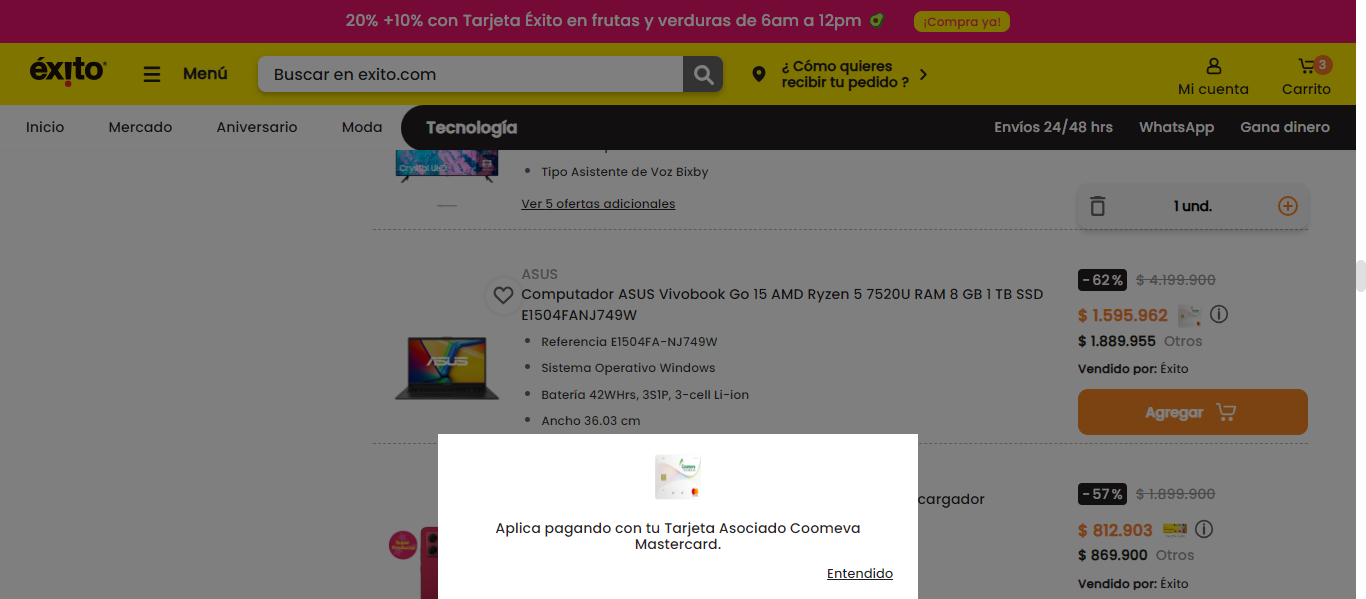 20% +10% con Tarjeta Éxito en frutas y verduras de 6am a 12pm
¡Compra ya!
éxito
Menú
Buscar en exito.com
¿ Cómo quieres
recibir tu pedido ?
Mi cuenta
3
Carrito
Inicio
Mercado
Aniversario
Moda
Tecnología
Envíos 24/48 hrs
WhatsApp
Gana dinero
Crystal UHD
Tipo Asistente de Voz Bixby
Ver 5 ofertas adicionales
1 und.
ASUS
Computador ASUS Vivobook Go 15 AMD Ryzen 5 7520U RAM 8 GB 1 TB SSD
E1504FANJ749W
Referencia E1504FA-NJ749W
Sistema Operativo Windows
Batería 42WHrs, 3S1P, 3-cell Li-ion
Ancho 36.03 cm
ASUS
-62%
$ 4.199.900
$ 1.595.962
$ 1.889.955 Otros
Vendido por: Éxito
Agregar
cargador
-57%
$ 1.899.900
$ 812.903
$ 869.900 Otros
Vendido por: Éxito
Aplica pagando con tu Tarjeta Asociado Coomeva
Mastercard.
Entendido